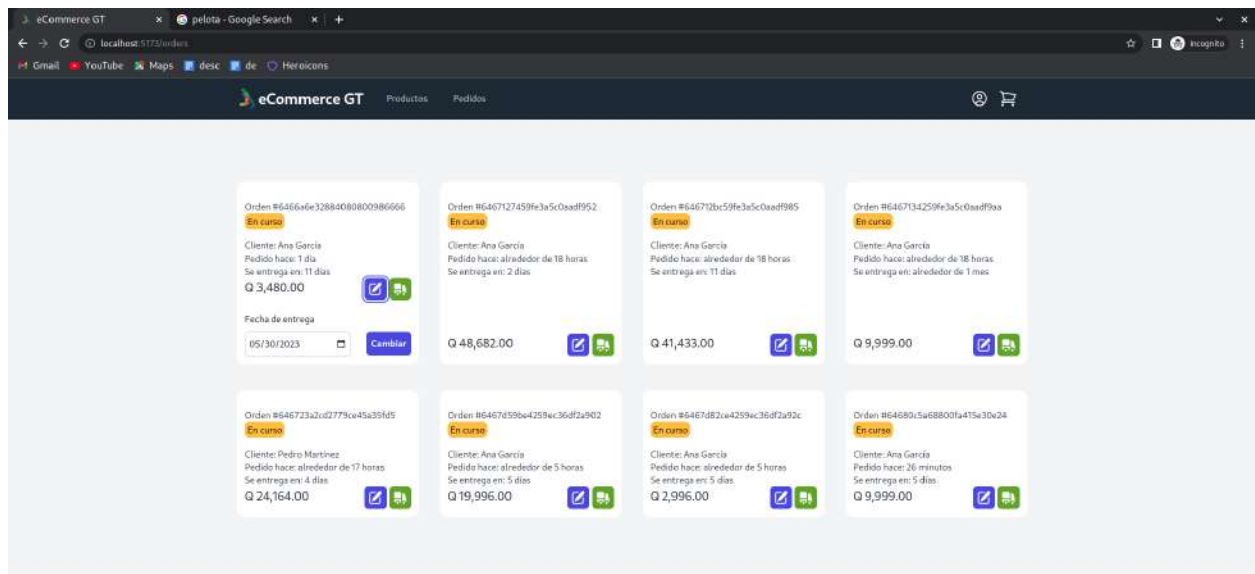 eCommerce GT
pelota - Google Search
localhost:5173/orders
Incognito
Gmail YouTube Maps desc de Heroicons
eCommerce GT Productos Pedidos
Orden #6466a6e32884080800986666
En curso
Cliente: Ana García
Pedido hace: 1 día
Se entrega en: 11 días
Q 3,480.00
Fecha de entrega
05/30/2023
Cambiar
Orden #6467127459fe3a5c0aadf952
En curso
Cliente: Ana García
Pedido hace: alrededor de 18 horas
Se entrega en: 2 días
Q 48,682.00
Orden #646712bc59fe3a5c0aadf985
En curso
Cliente: Ana García
Pedido hace: alrededor de 18 horas
Se entrega en: 11 días
Q 41,433.00
Orden #6467134259fe3a5c0aadf9aa
En curso
Cliente: Ana García
Pedido hace: alrededor de 18 horas
Se entrega en: alrededor de 1 mes
Q 9,999.00
Orden #646723a2cd2779ce45a35fd5
En curso
Cliente: Pedro Martínez
Pedido hace: alrededor de 17 horas
Se entrega en: 4 días
Q 24,164.00
Orden #6467d59be4259ec36df2a902
En curso
Cliente: Ana García
Pedido hace: alrededor de 5 horas
Se entrega en: 5 días
Q 19,996.00
Orden #6467d82ce4259ec36df2a92c
En curso
Cliente: Ana García
Pedido hace: alrededor de 5 horas
Se entrega en: 5 días
Q 2,996.00
Orden #64680c5a68800fa415e30e24
En curso
Cliente: Ana García
Pedido hace: 26 minutos
Se entrega en: 5 días
Q 9,999.00